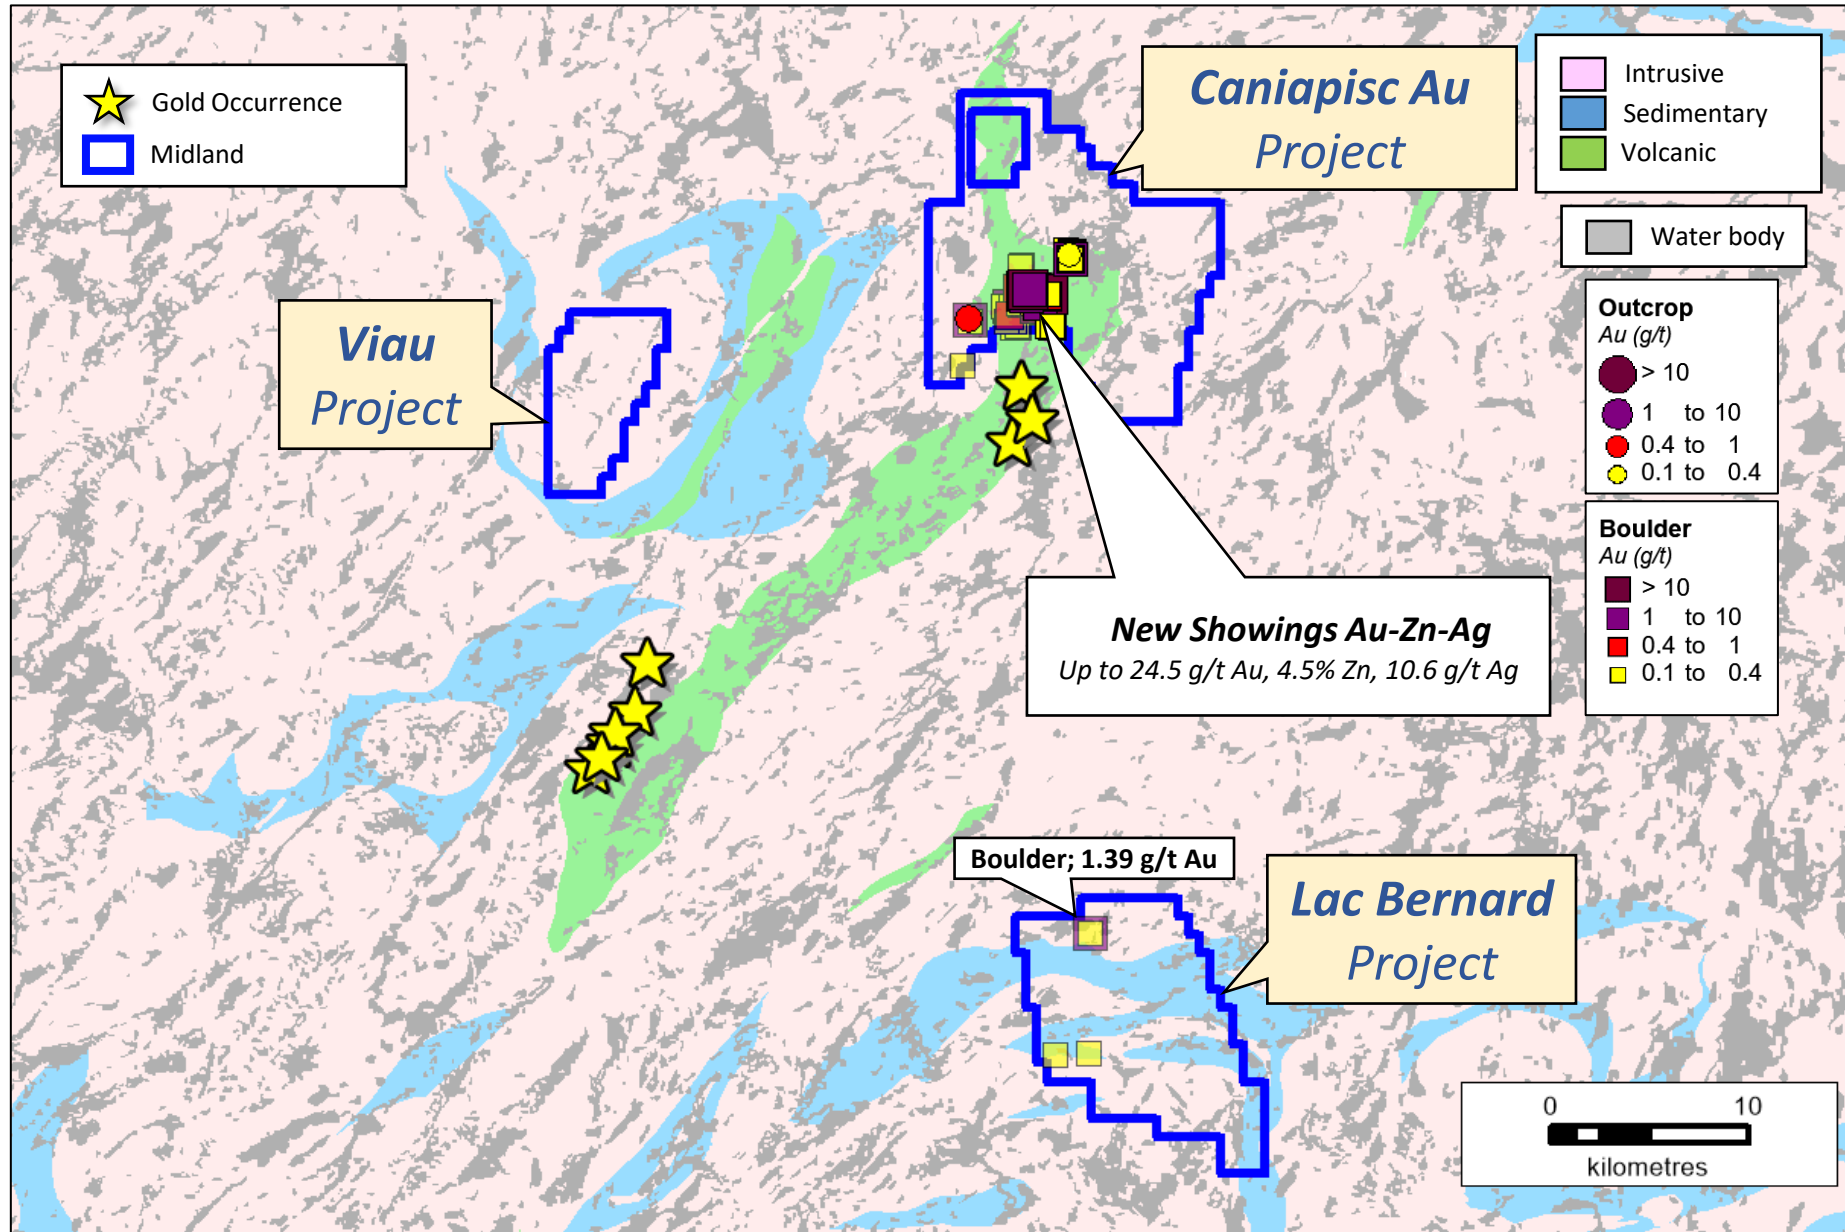 Gold Occurrence
Midland
Caniapisc Au
Project
Intrusive
Sedimentary
Volcanic
Water body
Viau
Project
Outcrop
Au (g/t)
> 10
1 to 10
0.4 to 1
0.1 to 0.4
Boulder
Au (g/t)
> 10
1 to 10
0.4 to 1
0.1 to 0.4
New Showings Au-Zn-Ag
Up to 24.5 g/t Au, 4.5% Zn, 10.6 g/t Ag
Boulder; 1.39 g/t Au
Lac Bernard
Project
0 10
kilometres